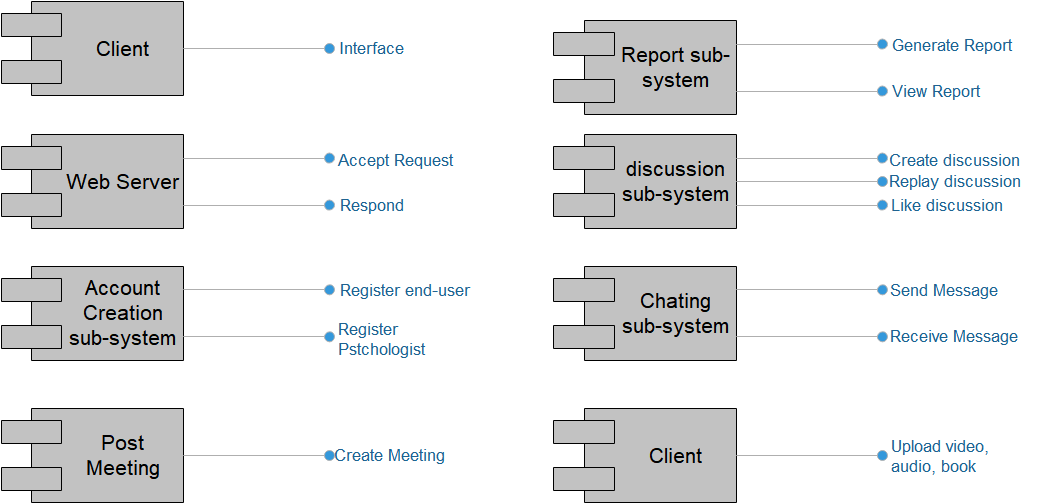 Client
Interface
Web Server
Accept Request
Respond
Account
Creation
sub-system
Register end-user
Register
Pstchologist
Post
Meeting
Create Meeting
Report sub-
system
Generate Report
View Report
discussion
sub-system
Create discussion
Replay discussion
Like discussion
Chating
sub-system
Send Message
Receive Message
Client
Upload video,
audio, book